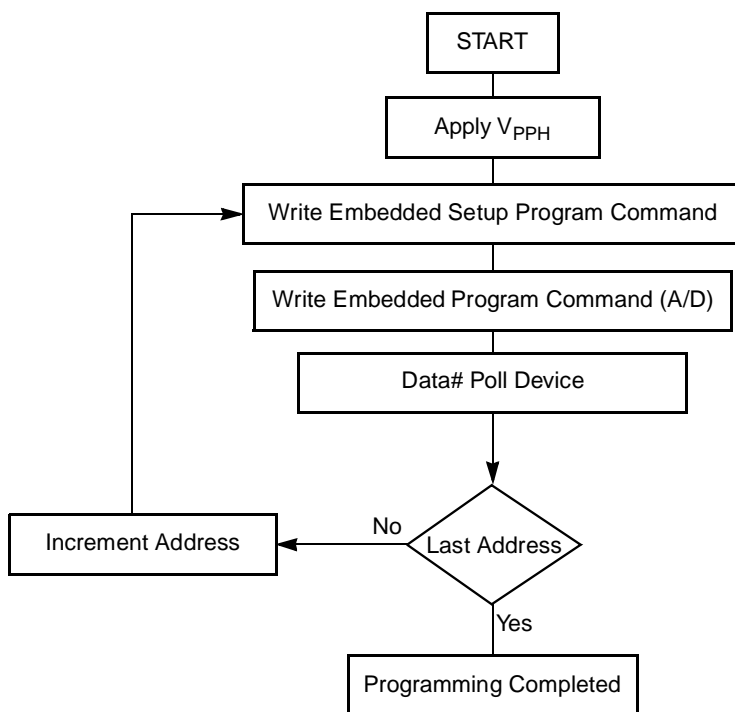 START
Apply VPPH
Write Embedded Setup Program Command
Write Embedded Program Command (A/D)
Data# Poll Device
No
Increment Address
Last Address
Yes
Programming Completed